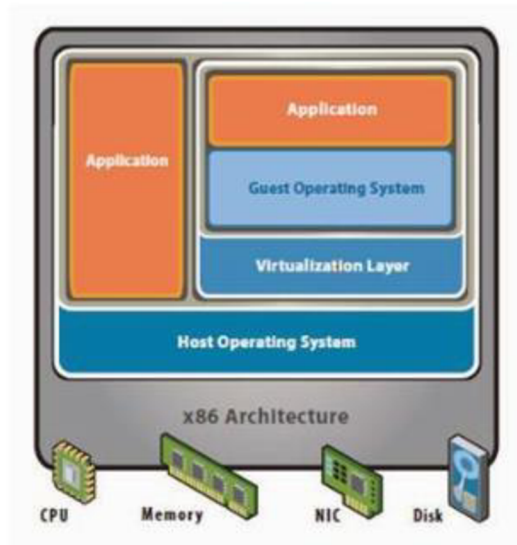 Application
Application
Guest Operating System
Virtualization Layer
Host Operating System
x86 Architecture
CPU
Memory
NIC
Disk